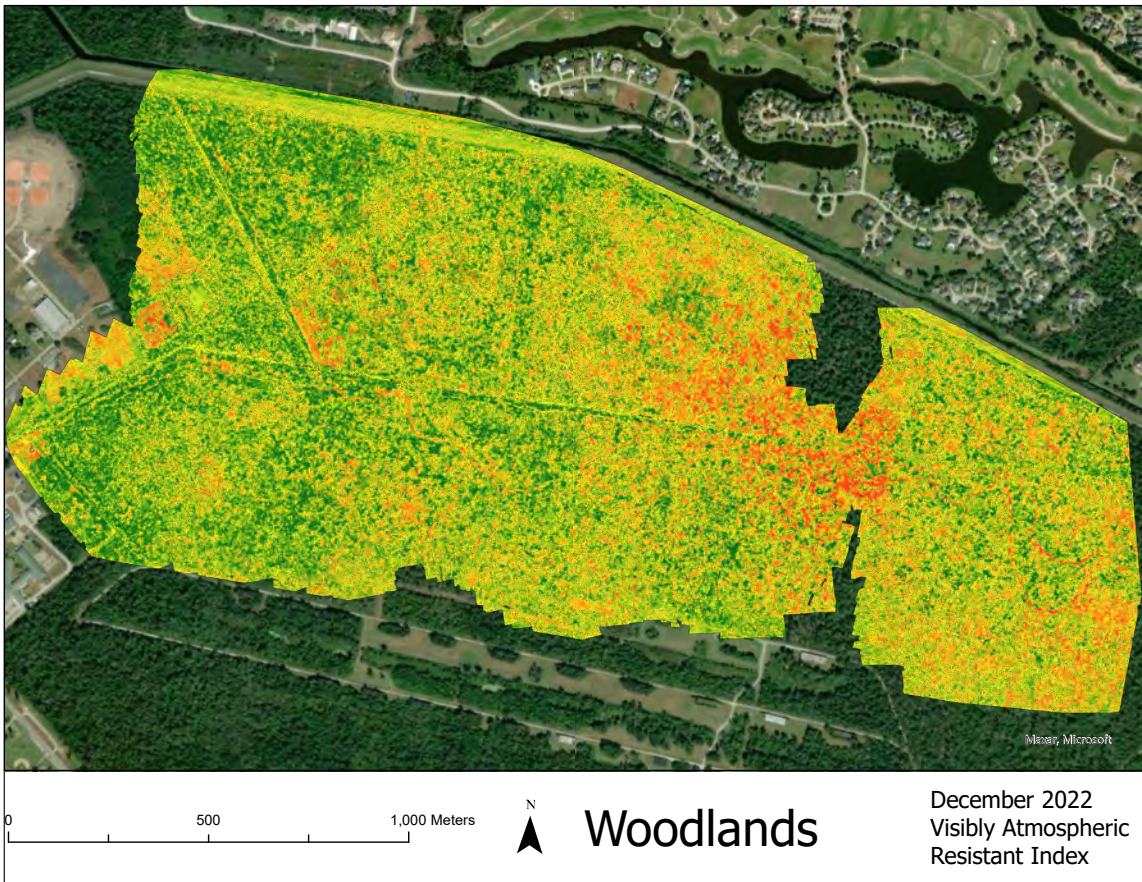 Maxar, Microsoft
0 500 1,000 Meters
N
Woodlands
December 2022
Visibly Atmospheric
Resistant Index